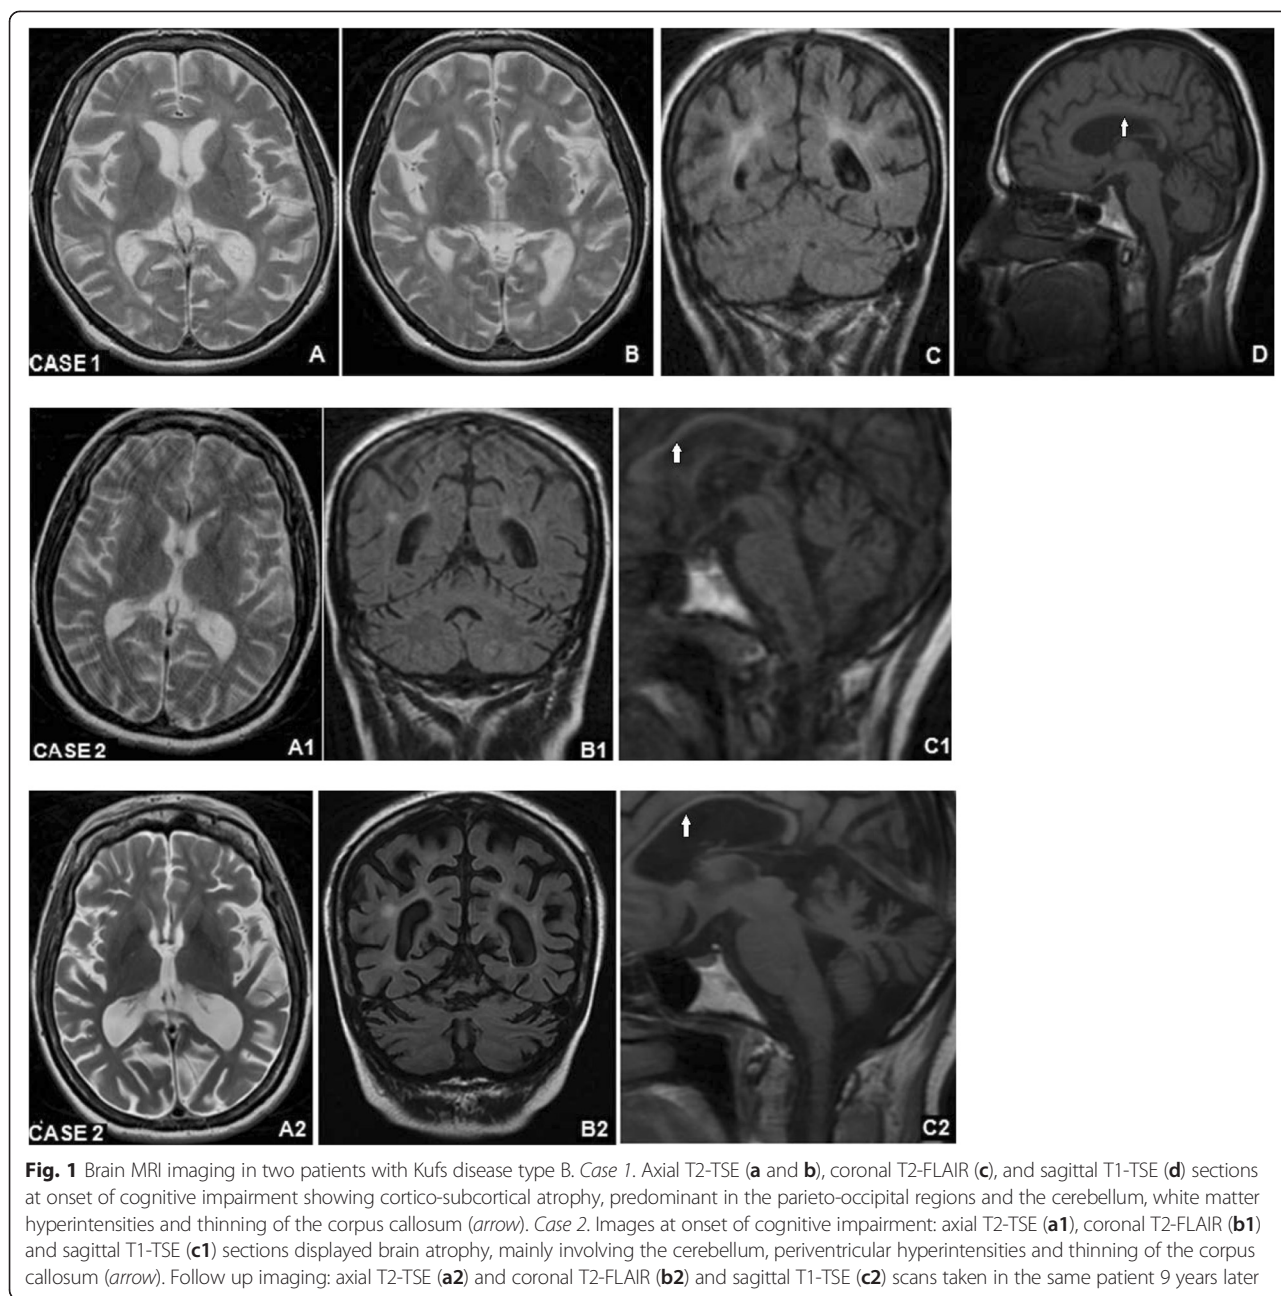 CASE 1
A
B
C
D
CASE 2
A1
B1
C1
CASE 2
A2
B2
C2
Fig. 1 Brain MRI imaging in two patients with Kufs disease type B. Case 1. Axial T2-TSE (a and b), coronal T2-FLAIR (c), and sagittal T1-TSE (d) sections
at onset of cognitive impairment showing cortico-subcortical atrophy, predominant in the parieto-occipital regions and the cerebellum, white matter
hyperintensities and thinning of the corpus callosum (arrow). Case 2. Images at onset of cognitive impairment: axial T2-TSE (a1), coronal T2-FLAIR (b1)
and sagittal T1-TSE (c1) sections displayed brain atrophy, mainly involving the cerebellum, periventricular hyperintensities and thinning of the corpus
callosum (arrow). Follow up imaging: axial T2-TSE (a2) and coronal T2-FLAIR (b2) and sagittal T1-TSE (c2) scans taken in the same patient 9 years later